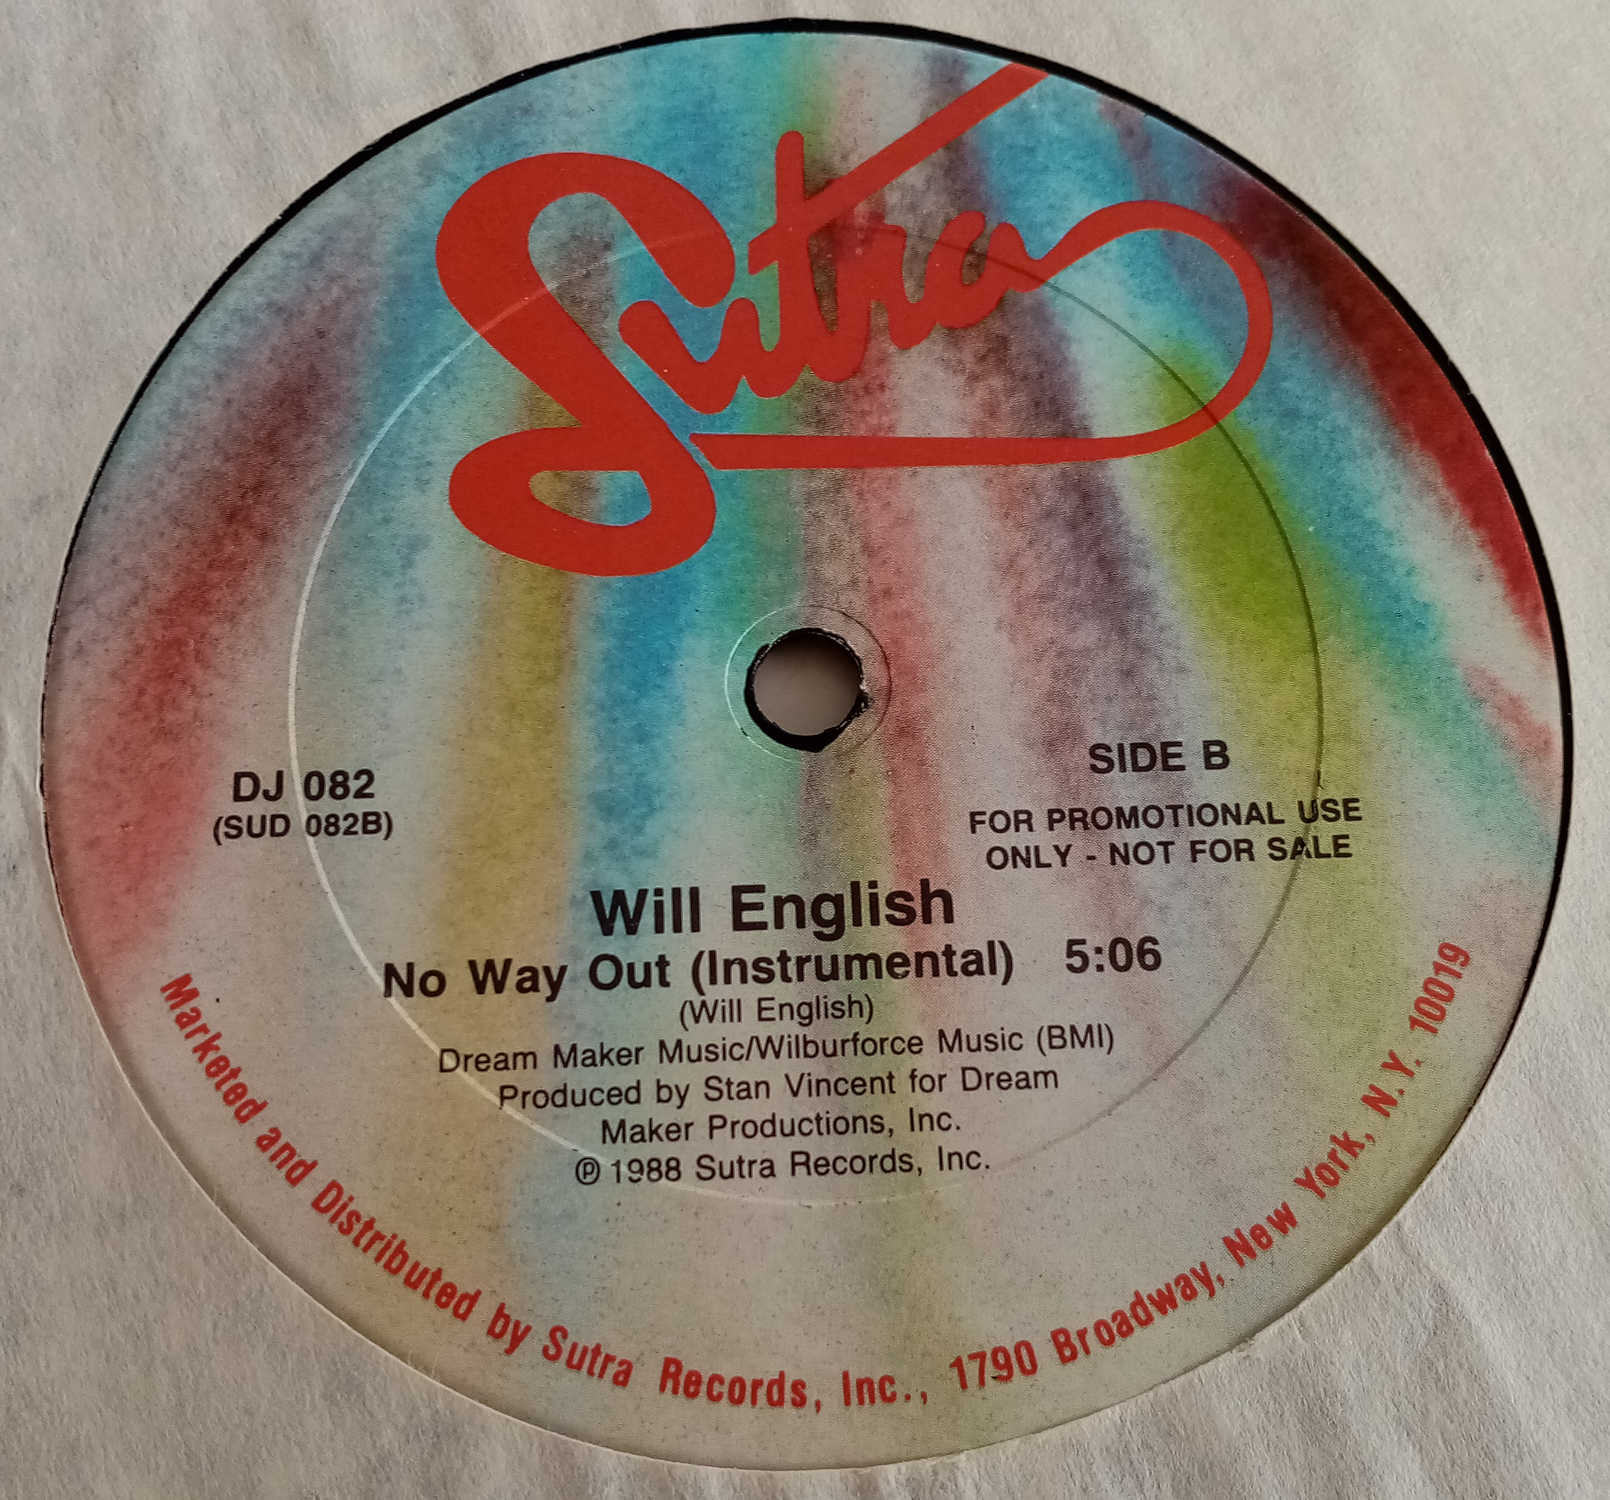 Sutra
DJ 082
(SUD 082B)
SIDE B
FOR PROMOTIONAL USE
ONLY - NOT FOR SALE
Will English
No Way Out (Instrumental) 5:06
(Will English)
Dream Maker Music/Wilburforce Music (BMI)
Produced by Stan Vincent for Dream
Maker Productions, Inc.
℗ 1988 Sutra Records, Inc.
Marketed and Distributed by Sutra Records, Inc., 1790 Broadway, New York, N.Y. 10019